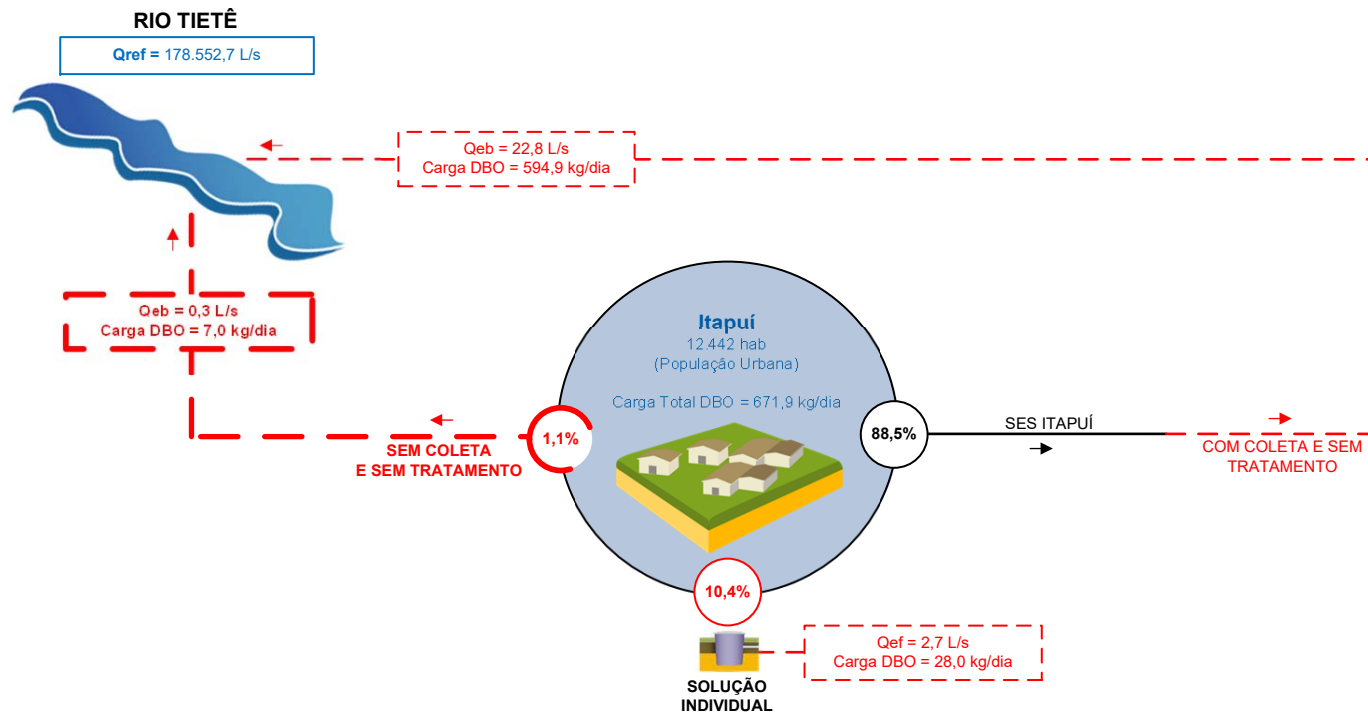 RIO TIETÊ
Qref = 178.552,7 L/s
Qeb = 22,8 L/s
Carga DBO = 594,9 kg/dia
Qeb = 0,3 L/s
Carga DBO = 7,0 kg/dia
Itapuí
12.442 hab
(População Urbana)
Carga Total DBO = 671,9 kg/dia
1,1%
SEM COLETA
E SEM TRATAMENTO
88,5%
SES ITAPUÍ
COM COLETA E SEM
TRATAMENTO
10,4%
Qef = 2,7 L/s
Carga DBO = 28,0 kg/dia
SOLUÇÃO
INDIVIDUAL